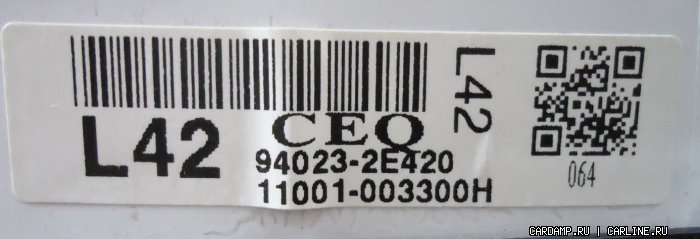 L42
CEQ
94023-2E420
11001-003300H
L42
064
CARDAMP.RU | CARLINE.RU